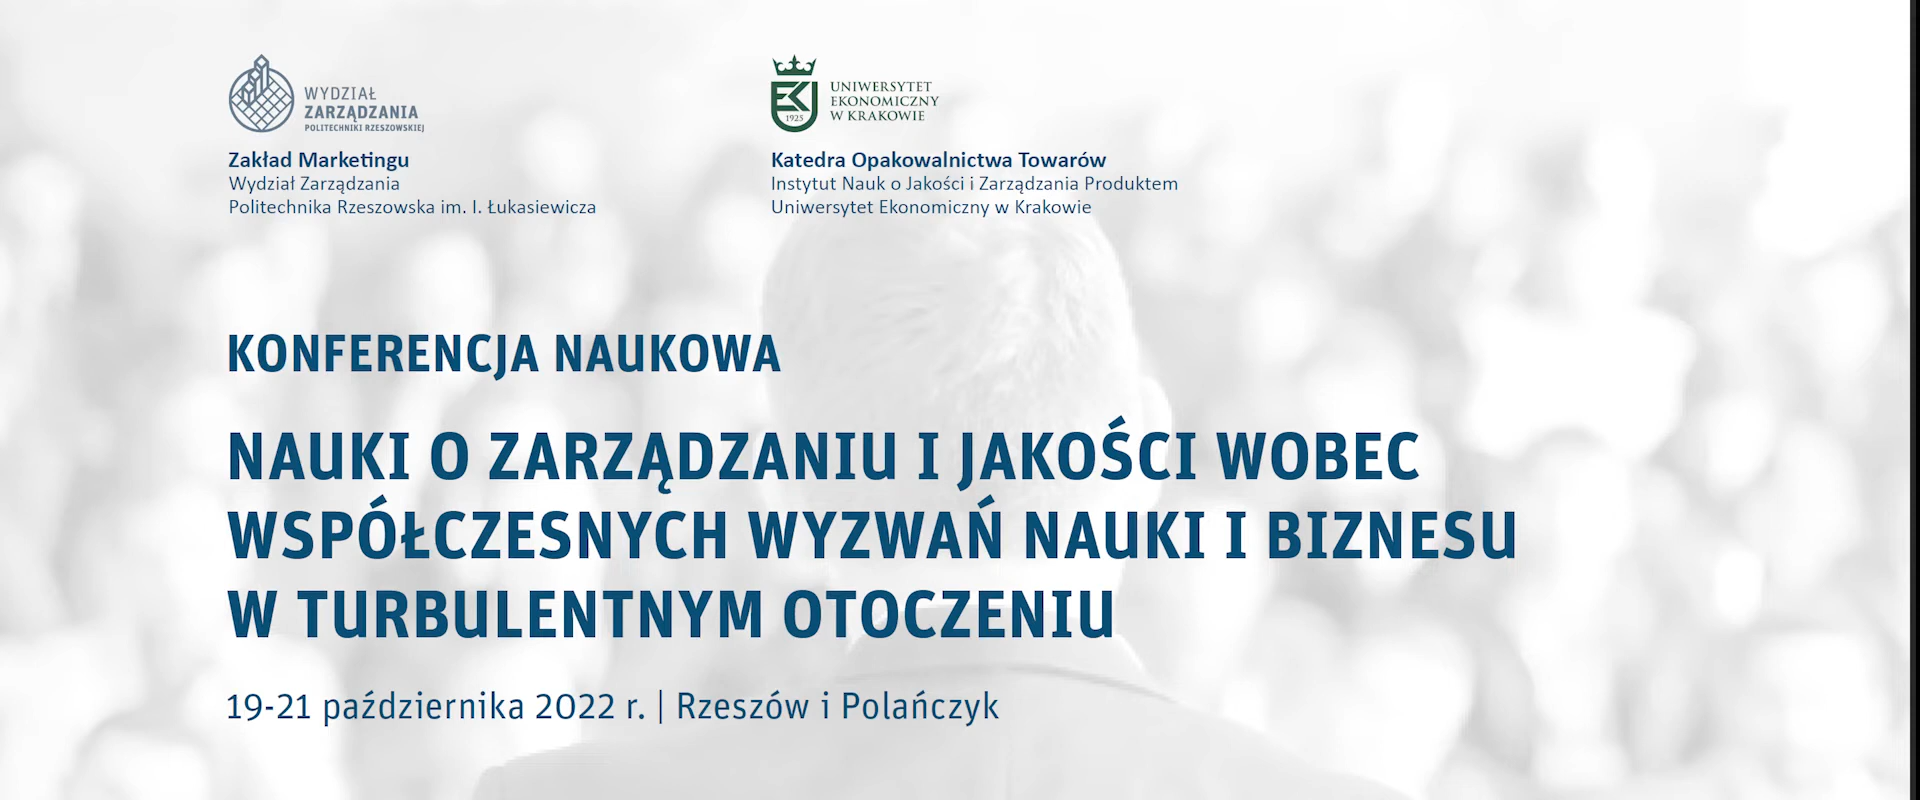 WYDZIAŁ
ZARZĄDZANIA
POLITECHNIKI RZESZOWSKIEJ
Zakład Marketingu
Wydział Zarządzania
Politechnika Rzeszowska im. I. Łukasiewicza
EK
1925
UNIWERSYTET
EKONOMICZNY
W KRAKOWIE
Katedra Opakowalnictwa Towarów
Instytut Nauk o Jakości i Zarządzania Produktem
Uniwersytet Ekonomiczny w Krakowie
KONFERENCJA NAUKOWA
NAUKI O ZARZĄDZANIU I JAKOŚCI WOBEC
WSPÓŁCZESNYCH WYZWAŃ NAUKI I BIZNESU
W TURBULENTNYM OTOCZENIU
19-21 października 2022 r. | Rzeszów i Polańczyk